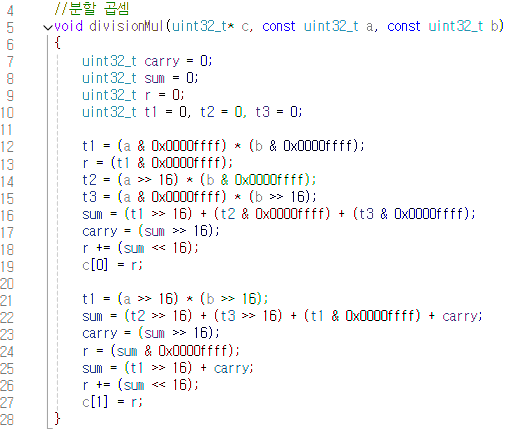 4 //분할 곱셈
5 void divisionMul(uint32_t* c, const uint32_t a, const uint32_t b)
6 {
7 uint32_t carry = 0;
8 uint32_t sum = 0;
9 uint32_t r = 0;
10 uint32_t t1 = 0, t2 = 0, t3 = 0;
11
12 t1 = (a & 0x0000ffff) * (b & 0x0000ffff);
13 r = (t1 & 0x0000ffff);
14 t2 = (a >> 16) * (b & 0x0000ffff);
15 t3 = (a & 0x0000ffff) * (b >> 16);
16 sum = (t1 >> 16) + (t2 & 0x0000ffff) + (t3 & 0x0000ffff);
17 carry = (sum >> 16);
18 r += (sum << 16);
19 c[0] = r;
20
21 t1 = (a >> 16) * (b >> 16);
22 sum = (t2 >> 16) + (t3 >> 16) + (t1 & 0x0000ffff) + carry;
23 carry = (sum >> 16);
24 r = (sum & 0x0000ffff);
25 sum = (t1 >> 16) + carry;
26 r += (sum << 16);
27 c[1] = r;
28 }